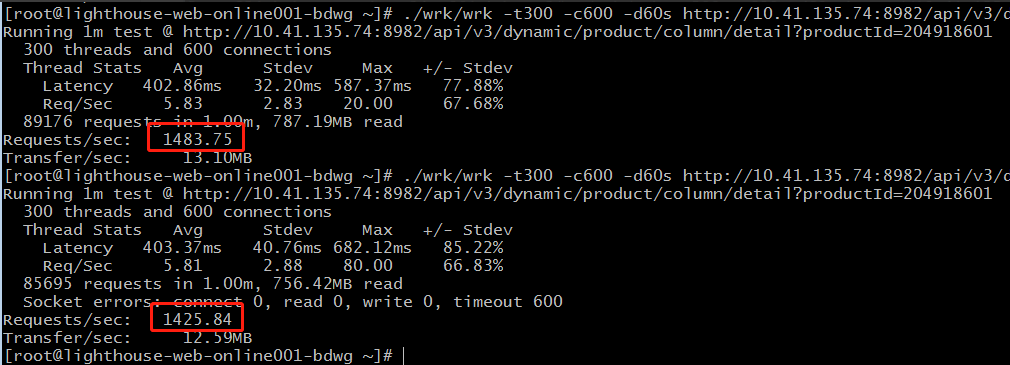 [root@lighthouse-web-online001-bdwg ~]# ./wrk/wrk -t300 -c600 -d60s http://10.41.135.74:8982/api/v3/d
Running 1m test @ http://10.41.135.74:8982/api/v3/dynamic/product/column/detail?productId=204918601
300 threads and 600 connections
Thread Stats Avg Stdev Max +/- Stdev
Latency 402.86ms 32.20ms 587.37ms 77.88%
Req/Sec 5.83 2.83 20.00 67.68%
89176 requests in 1.00m, 787.19MB read
Requests/sec: 1483.75
Transfer/sec: 13.10MB
[root@lighthouse-web-online001-bdwg ~]# ./wrk/wrk -t300 -c600 -d60s http://10.41.135.74:8982/api/v3/d
Running 1m test @ http://10.41.135.74:8982/api/v3/dynamic/product/column/detail?productId=204918601
300 threads and 600 connections
Thread Stats Avg Stdev Max +/- Stdev
Latency 403.37ms 40.76ms 682.12ms 85.22%
Req/Sec 5.81 2.88 80.00 66.83%
85695 requests in 1.00m, 756.42MB read
Socket errors: connect 0, read 0, write 0, timeout 600
Requests/sec: 1425.84
Transfer/sec: 12.59MB
[root@lighthouse-web-online001-bdwg ~]#